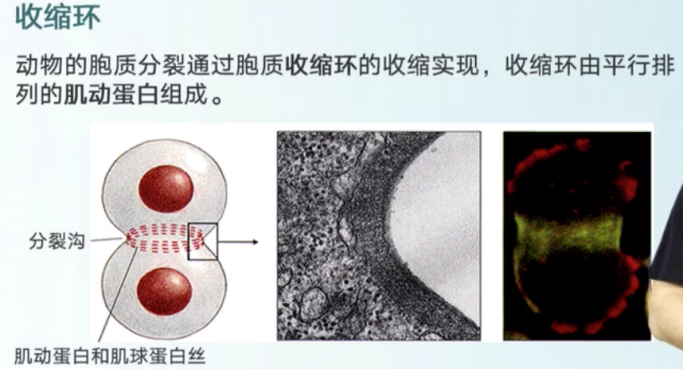 收缩环
动物的胞质分裂通过胞质收缩环的收缩实现，收缩环由平行排
列的肌动蛋白组成。
分裂沟
肌动蛋白和肌球蛋白丝